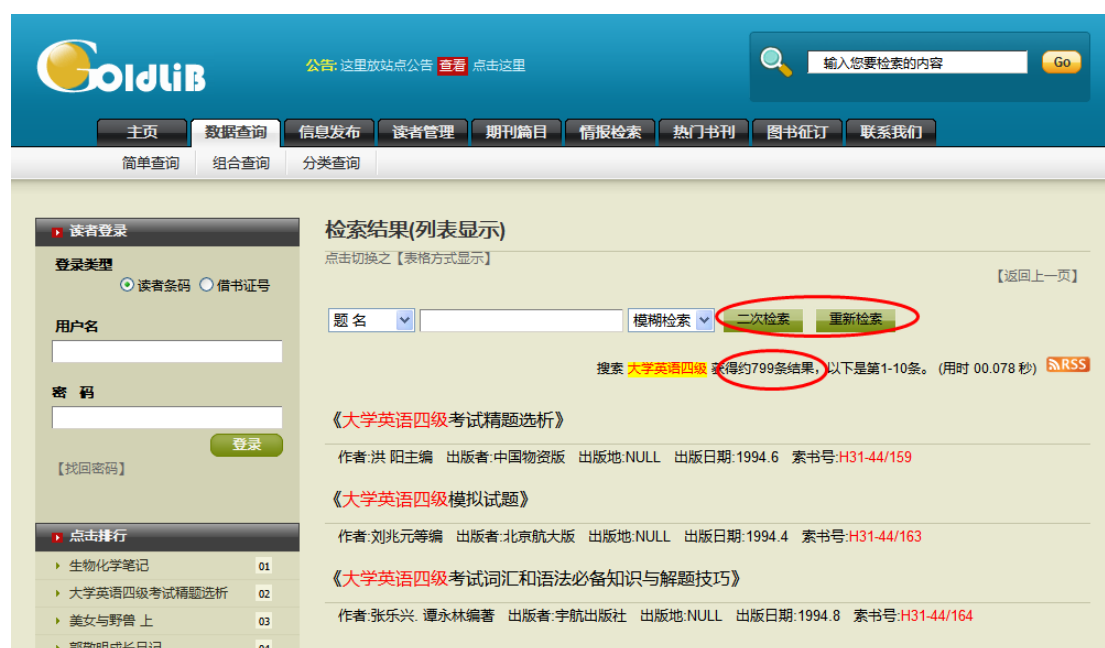 GoldLiB
公告: 这里放站点公告 查看 点击这里
输入您要检索的内容 Go
主页 数据查询 信息发布 读者管理 期刊篇目 情报检索 热门书刊 图书征订 联系我们
简单查询 组合查询 分类查询
读者登录
登录类型
读者条码 借书证号
用户名
密 码
登录
【找回密码】
点击排行
生物化学笔记 01
大学英语四级考试精题选析 02
美女与野兽 上 03
郭敬明成长日记 04
检索结果(列表显示)
点击切换之【表格方式显示】
【返回上一页】
题 名 模糊检索 二次检索 重新检索
搜索 大学英语四级 获得约799条结果，以下是第1-10条。 (用时 00.078 秒) RSS
《大学英语四级考试精题选析》
作者:洪 阳主编 出版者:中国物资版 出版地:NULL 出版日期:1994.6 索书号:H31-44/159
《大学英语四级模拟试题》
作者:刘兆元等编 出版者:北京航大版 出版地:NULL 出版日期:1994.4 索书号:H31-44/163
《大学英语四级考试词汇和语法必备知识与解题技巧》
作者:张乐兴. 谭永林编著 出版者:宇航出版社 出版地:NULL 出版日期:1994.8 索书号:H31-44/164